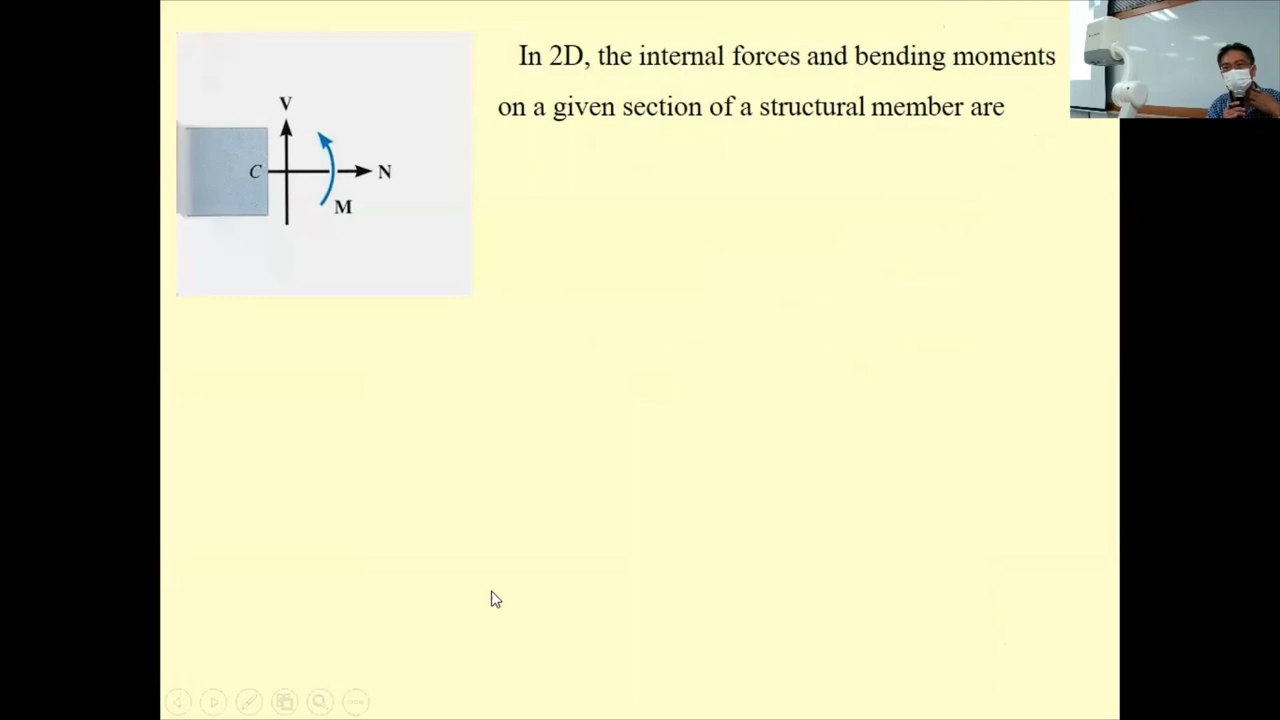 In 2D, the internal forces and bending moments
on a given section of a structural member are
V
C
N
M